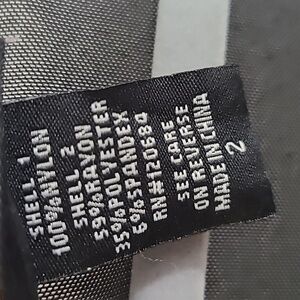 SHELL 1
100%NYLON
SHELL 2
59%RAYON
35%POLYESTER
6%SPANDEX
RN#120684
SEE CARE
ON REVERSE
MADE IN CHINA
2